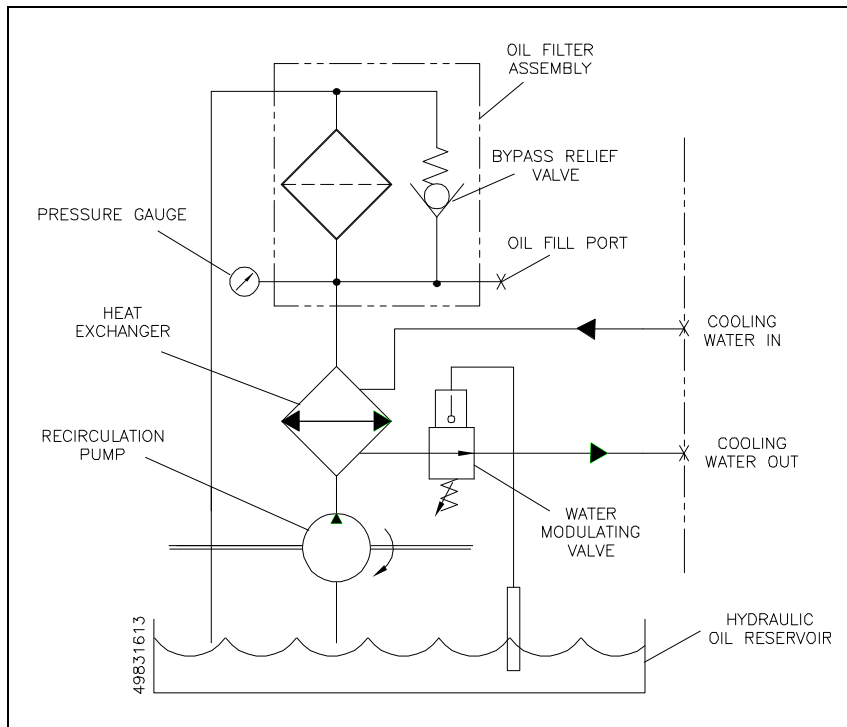 OIL FILTER
ASSEMBLY
BYPASS RELIEF
VALVE
PRESSURE GAUGE
OIL FILL PORT
HEAT
EXCHANGER
COOLING
WATER IN
RECIRCULATION
PUMP
COOLING
WATER OUT
WATER
MODULATING
VALVE
HYDRAULIC
OIL RESERVOIR
49831613